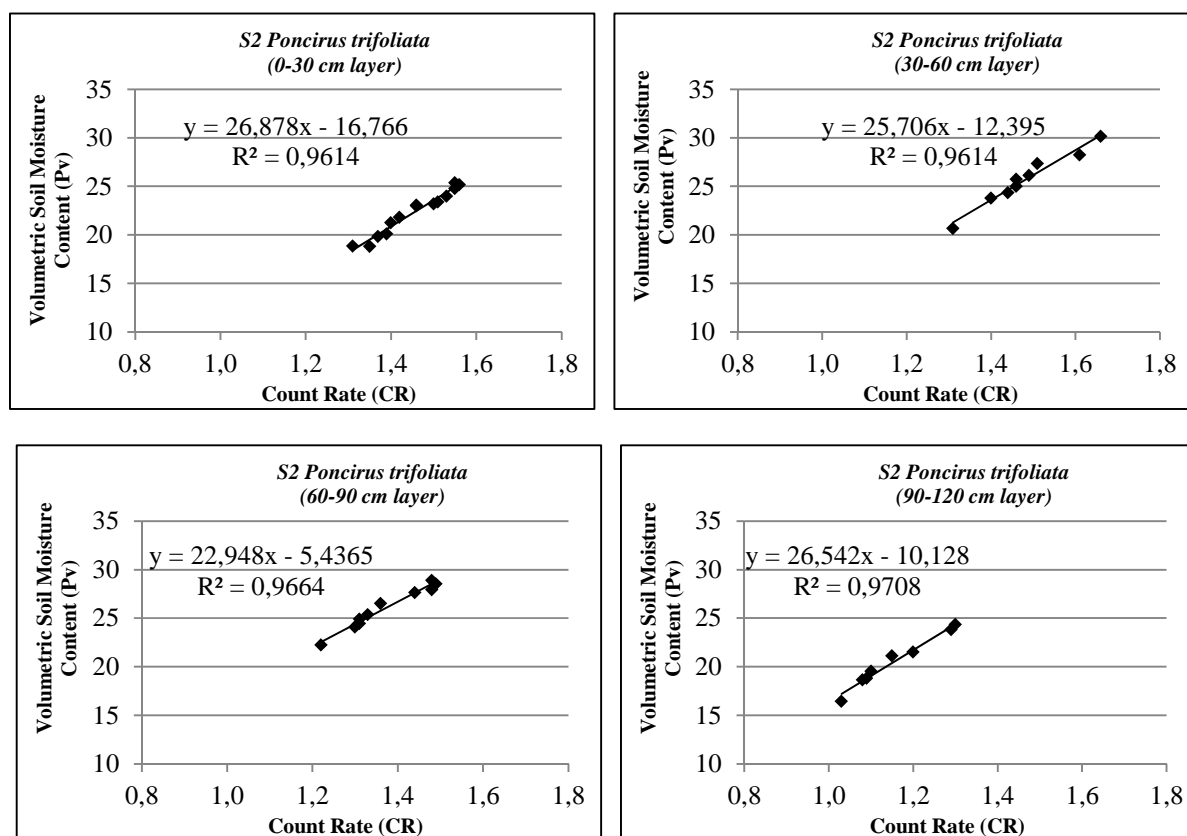 S2 Poncirus trifoliata
(0-30 cm layer)
Volumetric Soil Moisture
Content (Pv)
35
30
25
20
15
10
y = 26,878x - 16,766
R² = 0,9614
0,8 1,0 1,2 1,4 1,6 1,8
Count Rate (CR)
S2 Poncirus trifoliata
(30-60 cm layer)
Volumetric Soil Moisture
Content (Pv)
35
30
25
20
15
10
y = 25,706x - 12,395
R² = 0,9614
0,8 1,0 1,2 1,4 1,6 1,8
Count Rate (CR)
S2 Poncirus trifoliata
(60-90 cm layer)
Volumetric Soil Moisture
Content (Pv)
35
30
25
20
15
10
y = 22,948x - 5,4365
R² = 0,9664
0,8 1,0 1,2 1,4 1,6 1,8
Count Rate (CR)
S2 Poncirus trifoliata
(90-120 cm layer)
Volumetric Soil Moisture
Content (Pv)
35
30
25
20
15
10
y = 26,542x - 10,128
R² = 0,9708
0,8 1,0 1,2 1,4 1,6 1,8
Count Rate (CR)